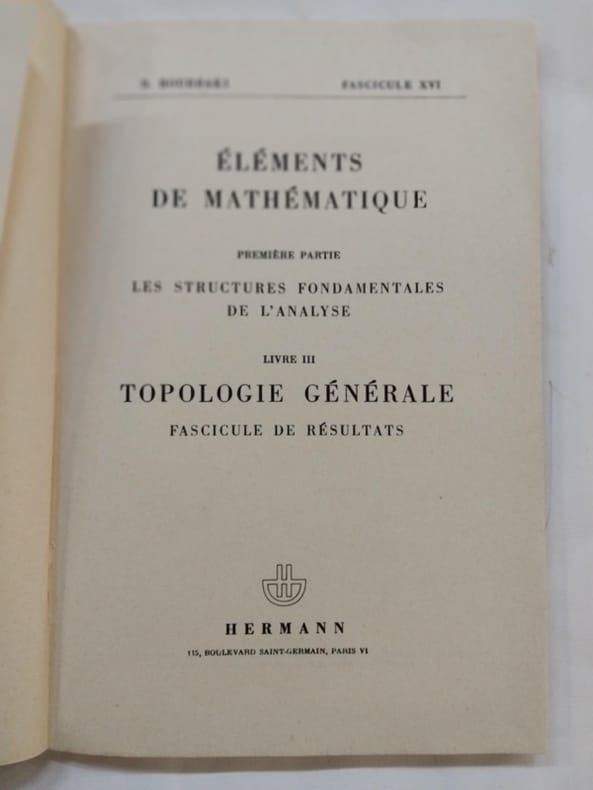 N. BOURBAKI FASCICULE XVI
ÉLÉMENTS
DE MATHÉMATIQUE
PREMIÈRE PARTIE
LES STRUCTURES FONDAMENTALES
DE L'ANALYSE
LIVRE III
TOPOLOGIE GÉNÉRALE
FASCICULE DE RÉSULTATS
HERMANN
115, BOULEVARD SAINT-GERMAIN, PARIS VI